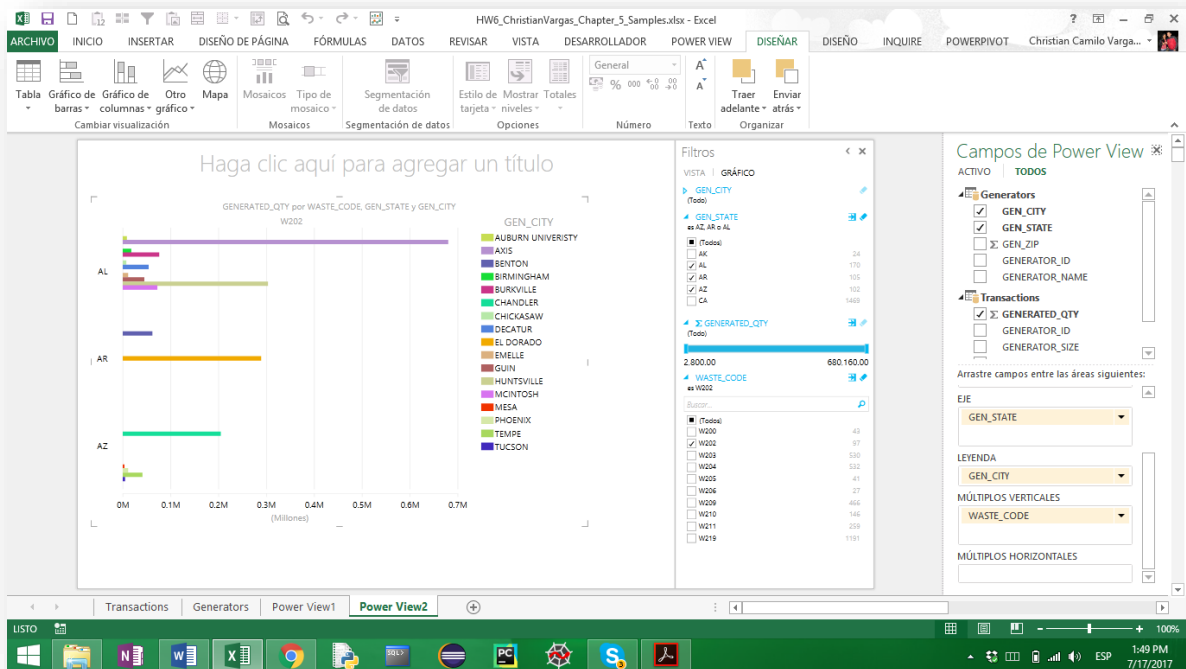 HW6_ChristianVargas_Chapter_5_Samples.xlsx - Excel
ARCHIVO INICIO INSERTAR DISEÑO DE PÁGINA FÓRMULAS DATOS REVISAR VISTA DESARROLLADOR POWER VIEW DISEÑAR DISEÑO INQUIRE POWERPIVOT Christian Camilo Varga...
Tabla Gráfico de barras Gráfico de columnas Otro gráfico Mapa
Cambiar visualización
Mosaicos Tipo de mosaico
Mosaicos
Segmentación de datos
Segmentación de datos
Estilo de tarjeta Mostrar niveles Totales
Opciones
General
% 000
Número
A A
Texto
Traer adelante Enviar atrás
Organizar
Haga clic aquí para agregar un título
GENERATED_QTY por WASTE_CODE, GEN_STATE y GEN_CITY
W202
AL
AR
AZ
0M 0.1M 0.2M 0.3M 0.4M 0.5M 0.6M 0.7M
(Millones)
GEN_CITY
AUBURN UNIVERISTY
AXIS
BENTON
BIRMINGHAM
BURKVILLE
CHANDLER
CHICKASAW
DECATUR
EL DORADO
EMELLE
GUIN
HUNTSVILLE
MCINTOSH
MESA
PHOENIX
TEMPE
TUCSON
Filtros
VISTA GRÁFICO
GEN_CITY
(Todo)
GEN_STATE
es AZ, AR o AL
(Todos)
AK 24
AL 170
AR 105
AZ 102
CA 1469
Σ GENERATED_QTY
(Todo)
2.800.00 680.160.00
WASTE_CODE
es W202
Buscar...
(Todos)
W200 43
W202 97
W203 530
W204 532
W205 41
W206 27
W209 466
W210 146
W211 259
W219 1191
Campos de Power View
ACTIVO TODOS
Generators
GEN_CITY
GEN_STATE
Σ GEN_ZIP
GENERATOR_ID
GENERATOR_NAME
Transactions
Σ GENERATED_QTY
GENERATOR_ID
GENERATOR_SIZE
Arrastre campos entre las áreas siguientes:
EJE
GEN_STATE
LEYENDA
GEN_CITY
MÚLTIPLOS VERTICALES
WASTE_CODE
MÚLTIPLOS HORIZONTALES
Transactions Generators Power View1 Power View2
LISTO
100%
ESP
1:49 PM
7/17/2017